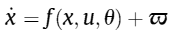 ẋ = f(x, u, θ) + ϖ